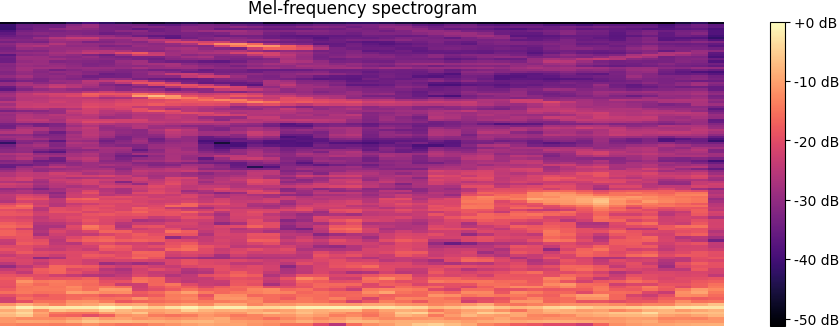 Mel-frequency spectrogram
+0 dB
-10 dB
-20 dB
-30 dB
-40 dB
-50 dB